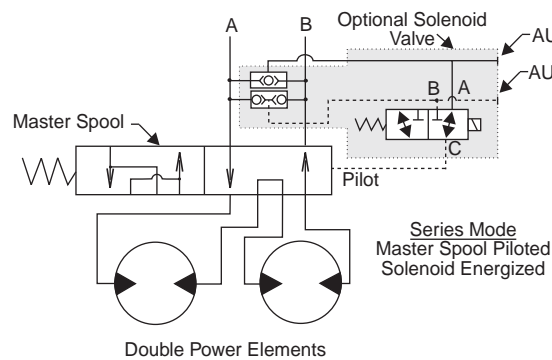 A
B
Optional Solenoid
Valve
AU
AU
B
A
Master Spool
C
Pilot
Series Mode
Master Spool Piloted
Solenoid Energized
Double Power Elements